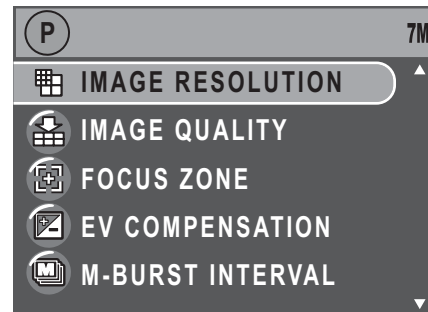 P 7M
IMAGE RESOLUTION
IMAGE QUALITY
FOCUS ZONE
EV COMPENSATION
M-BURST INTERVAL